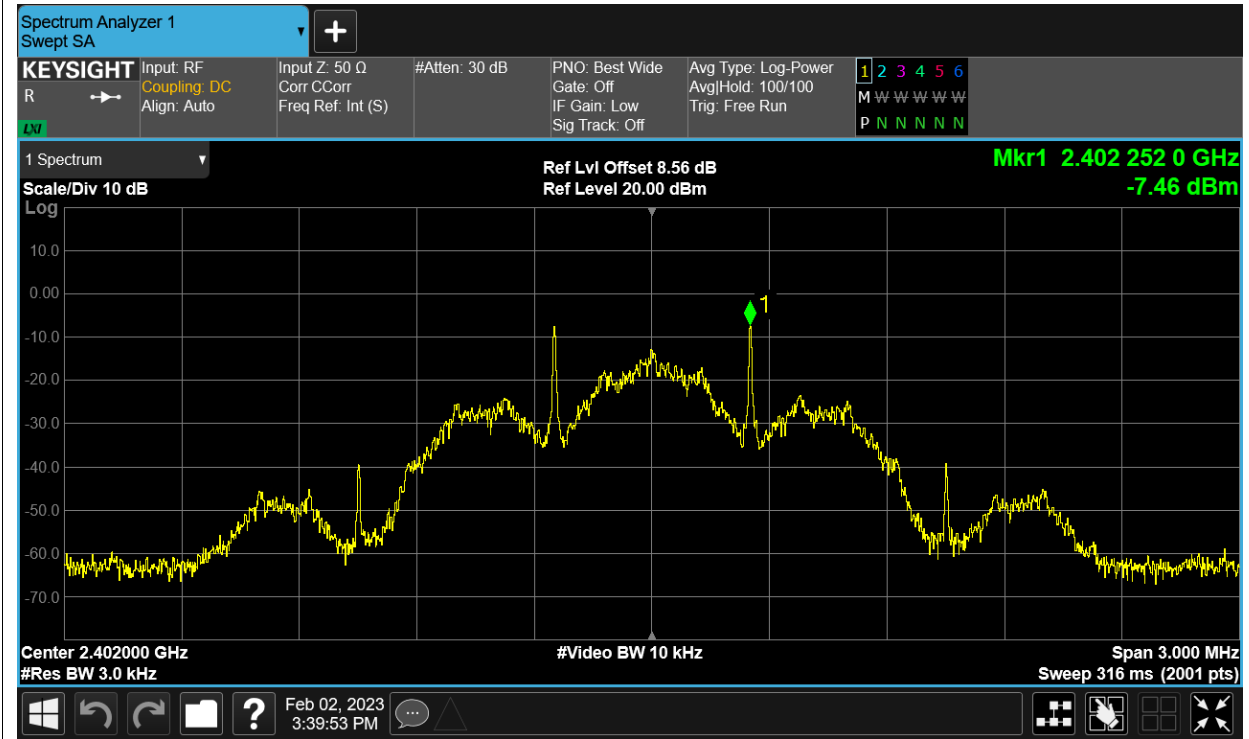 Spectrum Analyzer 1
Swept SA
+
KEYSIGHT
R
LXI
Input: RF
Coupling: DC
Align: Auto
Input Z: 50 Ω
Corr CCorr
Freq Ref: Int (S)
#Atten: 30 dB
PNO: Best Wide
Gate: Off
IF Gain: Low
Sig Track: Off
Avg Type: Log-Power
Avg|Hold: 100/100
Trig: Free Run
1 2 3 4 5 6
M W W W W W
P N N N N N
1 Spectrum
Scale/Div 10 dB
Log
Ref Lvl Offset 8.56 dB
Ref Level 20.00 dBm
Mkr1 2.402 252 0 GHz
-7.46 dBm
10.0
0.00
-10.0
-20.0
-30.0
-40.0
-50.0
-60.0
-70.0
1
Center 2.402000 GHz
#Res BW 3.0 kHz
#Video BW 10 kHz
Span 3.000 MHz
Sweep 316 ms (2001 pts)
?
Feb 02, 2023
3:39:53 PM